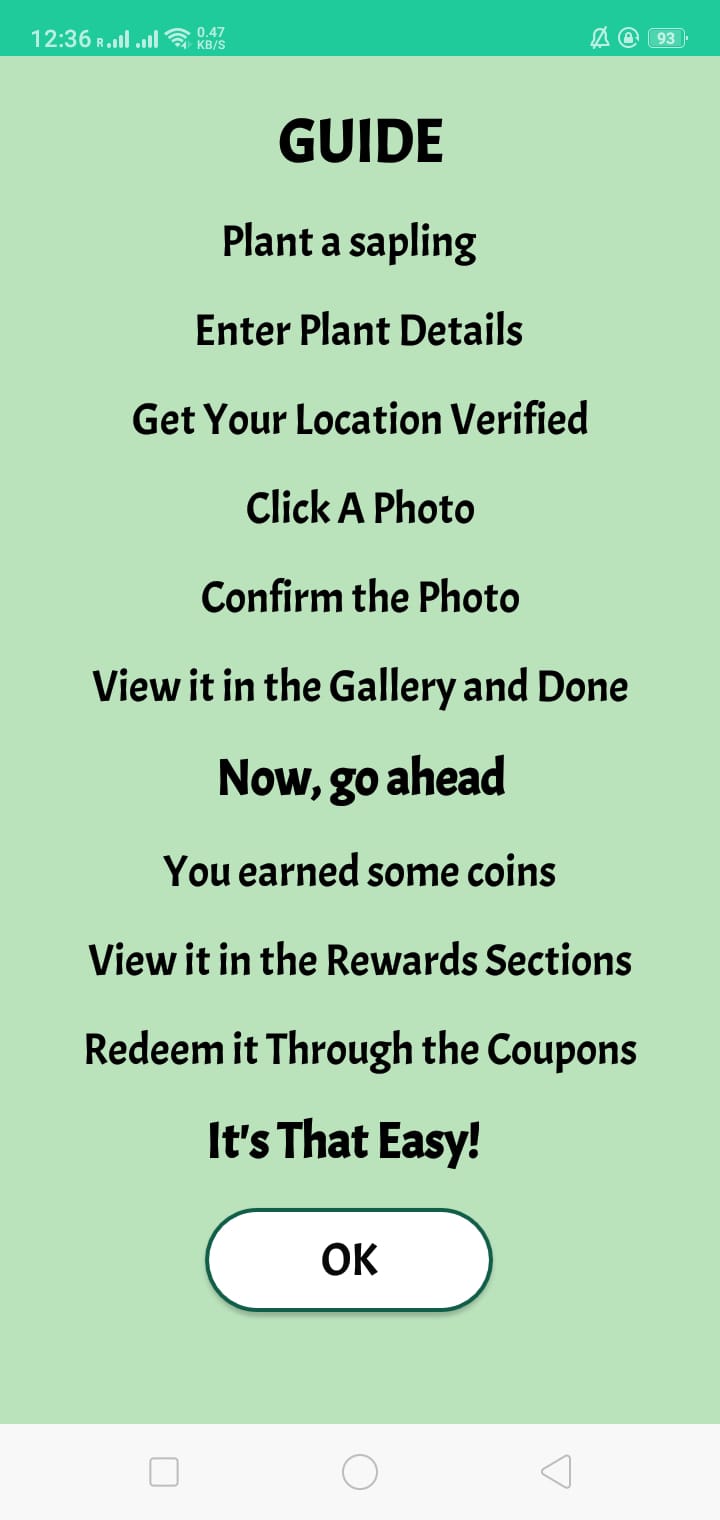 12:36 R 0.47 KB/S 93
GUIDE
Plant a sapling
Enter Plant Details
Get Your Location Verified
Click A Photo
Confirm the Photo
View it in the Gallery and Done
Now, go ahead
You earned some coins
View it in the Rewards Sections
Redeem it Through the Coupons
It's That Easy!
OK